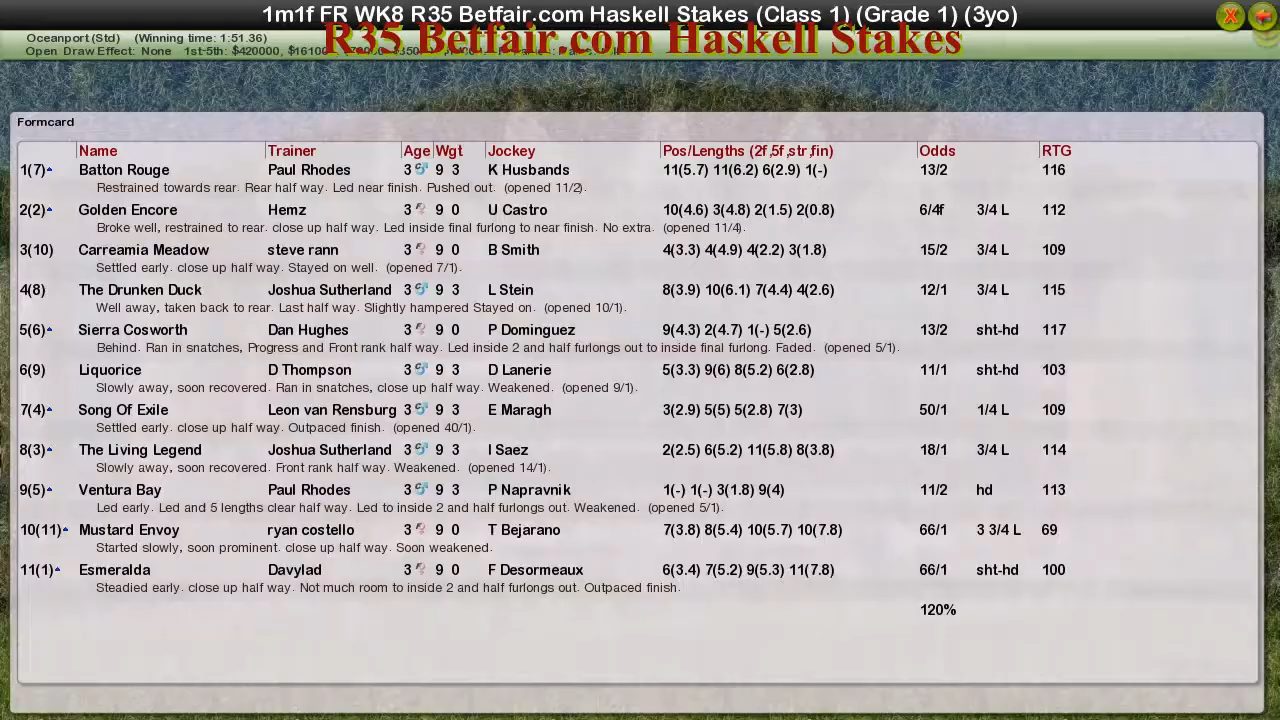 1m1f FR WK8 R35 Betfair.com Haskell Stakes (Class 1) (Grade 1) (3yo)
R35 Betfair.com Haskell Stakes
Oceanport(Std) (Winning time: 1:51.36)
Open Draw Effect: None 1st-5th: $420000,
Formcard
Name Trainer Age Wgt Jockey Pos/Lengths (2f,5f,str,fin) Odds RTG
1(7) Batton Rouge Paul Rhodes 3 9 3 K Husbands 11(5.7) 11(6.2) 6(2.9) 1(-) 13/2 116
Restrained towards rear. Rear half way. Led near finish. Pushed out. (opened 11/2).
2(2) Golden Encore Hemz 3 9 0 U Castro 10(4.6) 3(4.8) 2(1.5) 2(0.8) 6/4f 3/4 L 112
Broke well, restrained to rear. close up half way. Led inside final furlong to near finish. No extra. (opened 11/4).
3(10) Carreamia Meadow steve rann 3 9 0 B Smith 4(3.3) 4(4.9) 4(2.2) 3(1.8) 15/2 3/4 L 109
Settled early. close up half way. Stayed on well. (opened 7/1).
4(8) The Drunken Duck Joshua Sutherland 3 9 3 L Stein 8(3.9) 10(6.1) 7(4.4) 4(2.6) 12/1 3/4 L 115
Well away, taken back to rear. Last half way. Slightly hampered Stayed on. (opened 10/1).
5(6) Sierra Cosworth Dan Hughes 3 9 0 P Dominguez 9(4.3) 2(4.7) 1(-) 5(2.6) 13/2 sht-hd 117
Behind. Ran in snatches, Progress and Front rank half way. Led inside 2 and half furlongs out to inside final furlong. Faded. (opened 5/1).
6(9) Liquorice D Thompson 3 9 3 D Lanerie 5(3.3) 9(6) 8(5.2) 6(2.8) 11/1 sht-hd 103
Slowly away, soon recovered. Ran in snatches, close up half way. Weakened. (opened 9/1).
7(4) Song Of Exile Leon van Rensburg 3 9 3 E Maragh 3(2.9) 5(5) 5(2.8) 7(3) 50/1 1/4 L 109
Settled early. close up half way. Outpaced finish. (opened 40/1).
8(3) The Living Legend Joshua Sutherland 3 9 3 I Saez 2(2.5) 6(5.2) 11(5.8) 8(3.8) 18/1 3/4 L 114
Slowly away, soon recovered. Front rank half way. Weakened. (opened 14/1).
9(5) Ventura Bay Paul Rhodes 3 9 3 P Napravnik 1(-) 1(-) 3(1.8) 9(4) 11/2 hd 113
Led early. Led and 5 lengths clear half way. Led to inside 2 and half furlongs out. Weakened. (opened 5/1).
10(11) Mustard Envoy ryan costello 3 9 0 T Bejarano 7(3.8) 8(5.4) 10(5.7) 10(7.8) 66/1 3 3/4 L 69
Started slowly, soon prominent. close up half way. Soon weakened.
11(1) Esmeralda Davylad 3 9 0 F Desormeaux 6(3.4) 7(5.2) 9(5.3) 11(7.8) 66/1 sht-hd 100
Steadied early. close up half way. Not much room to inside 2 and half furlongs out. Outpaced finish.
120%